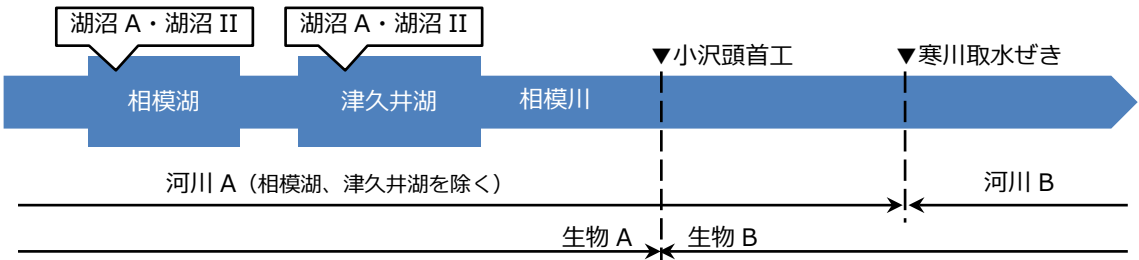 湖沼 A・湖沼 II
湖沼 A・湖沼 II
▼小沢頭首工
▼寒川取水ぜき
相模湖
津久井湖
相模川
河川 A（相模湖、津久井湖を除く）
河川 B
生物 A
生物 B